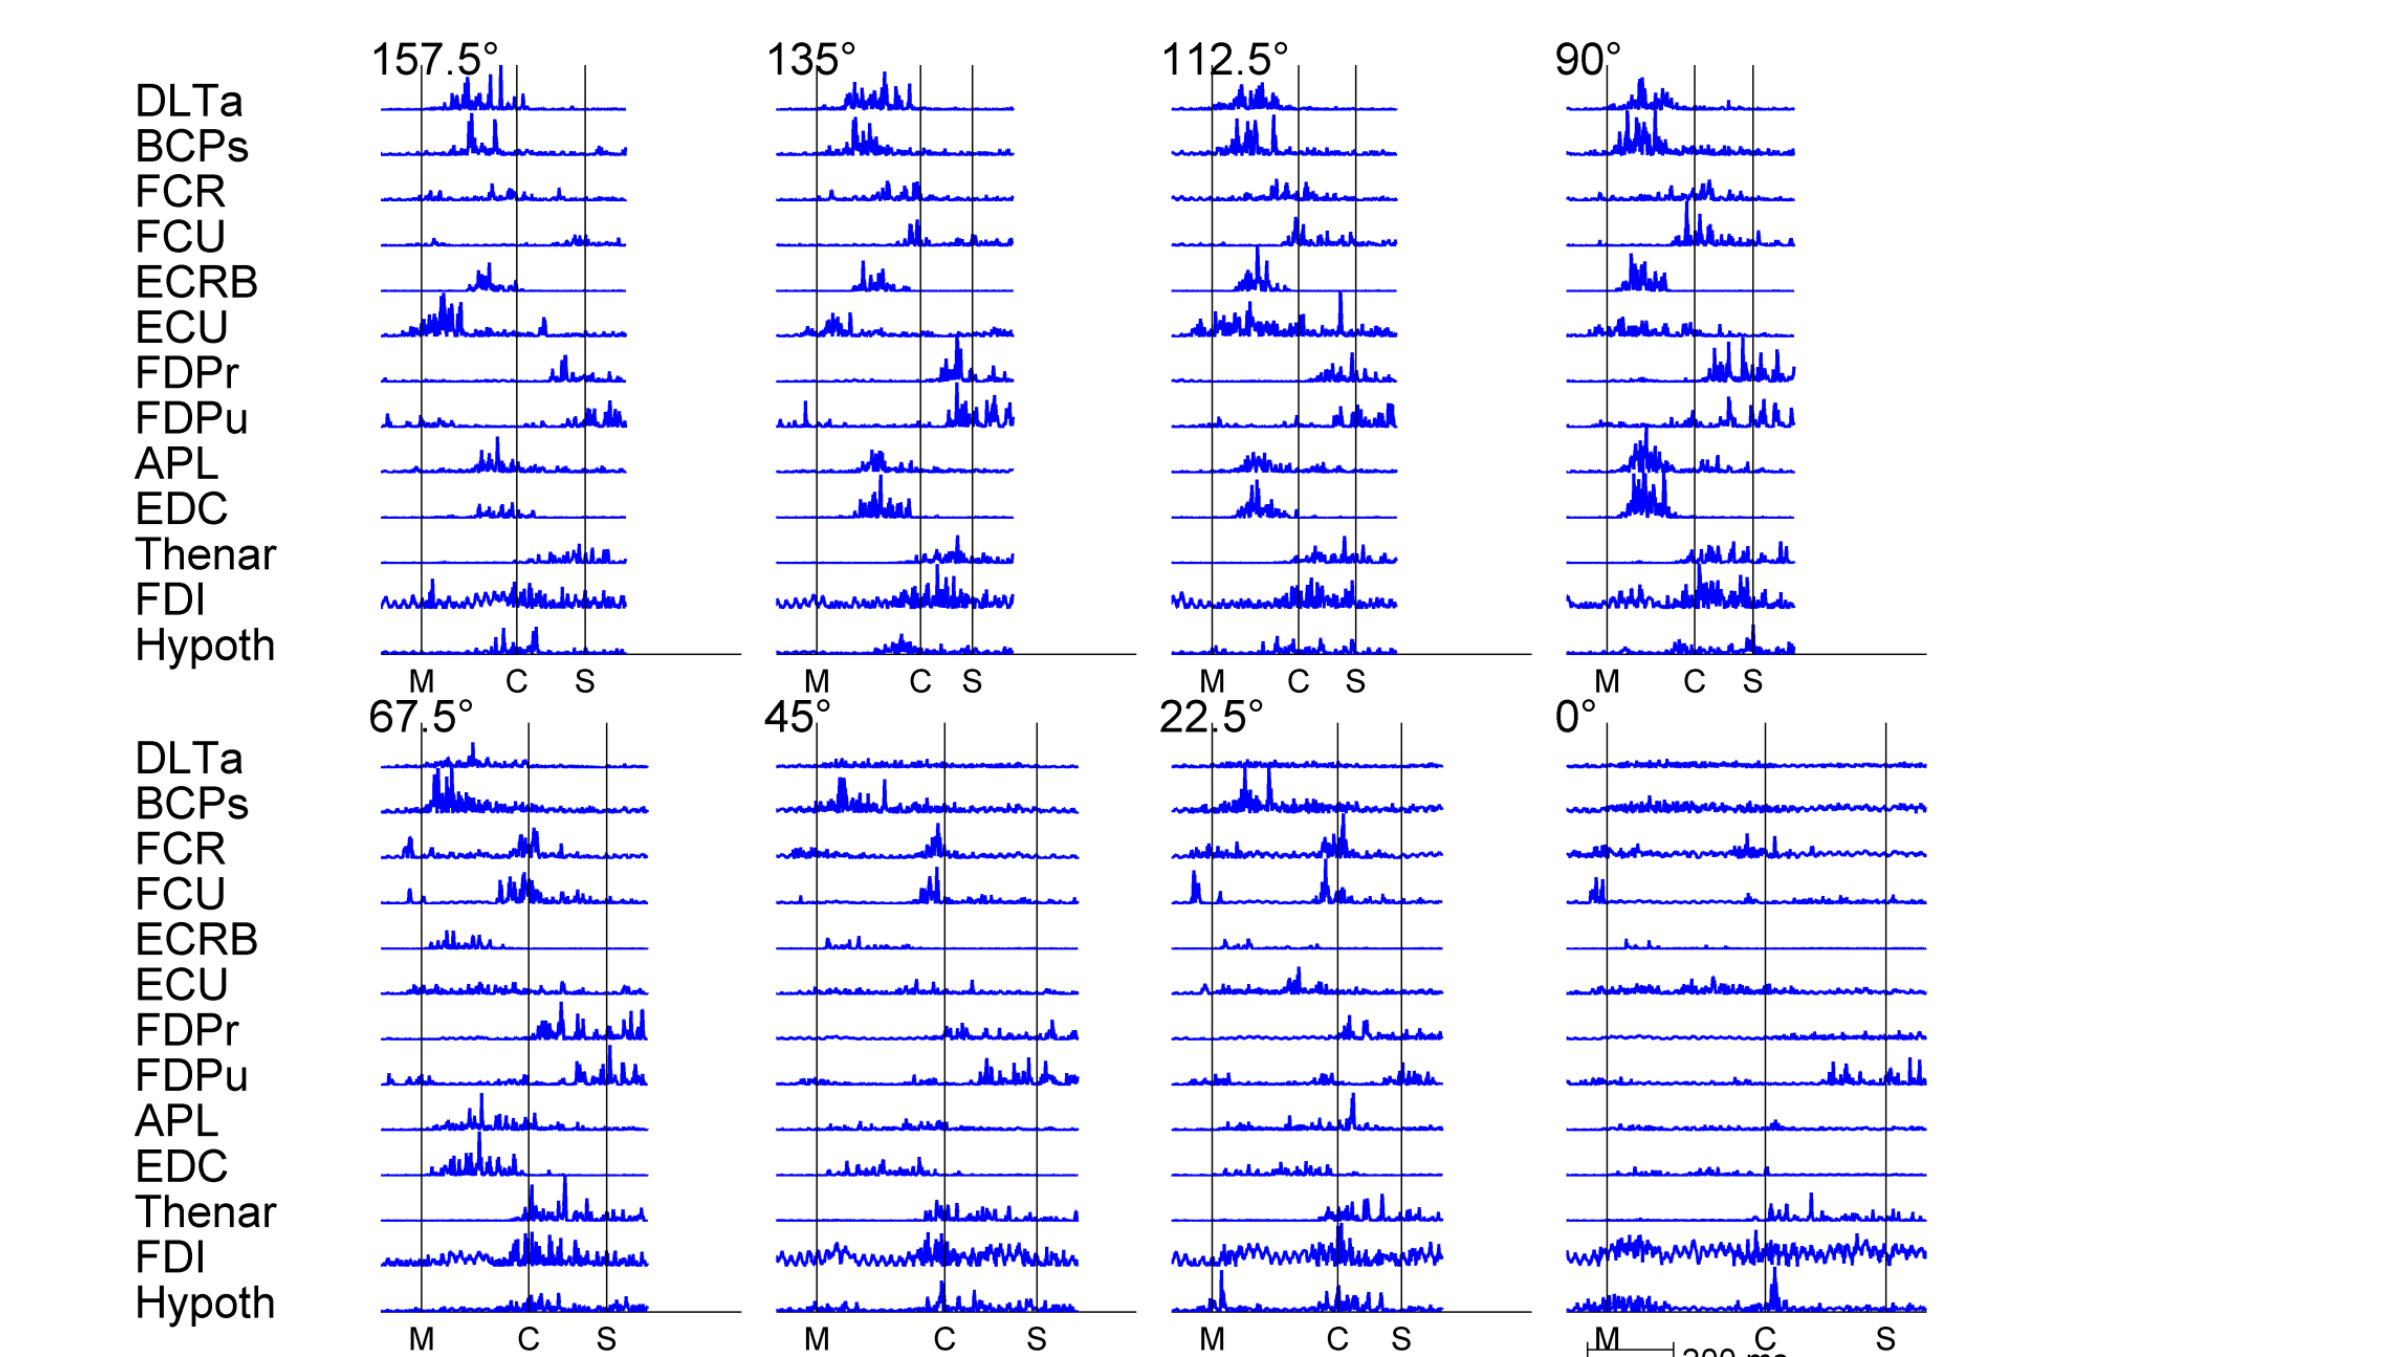 157.5° 135° 112.5° 90°
DLTa
BCPs
FCR
FCU
ECRB
ECU
FDPr
FDPu
APL
EDC
Thenar
FDI
Hypoth
M C S M C S M C S M C S
67.5° 45° 22.5° 0°
DLTa
BCPs
FCR
FCU
ECRB
ECU
FDPr
FDPu
APL
EDC
Thenar
FDI
Hypoth
M C S M C S M C S M C S